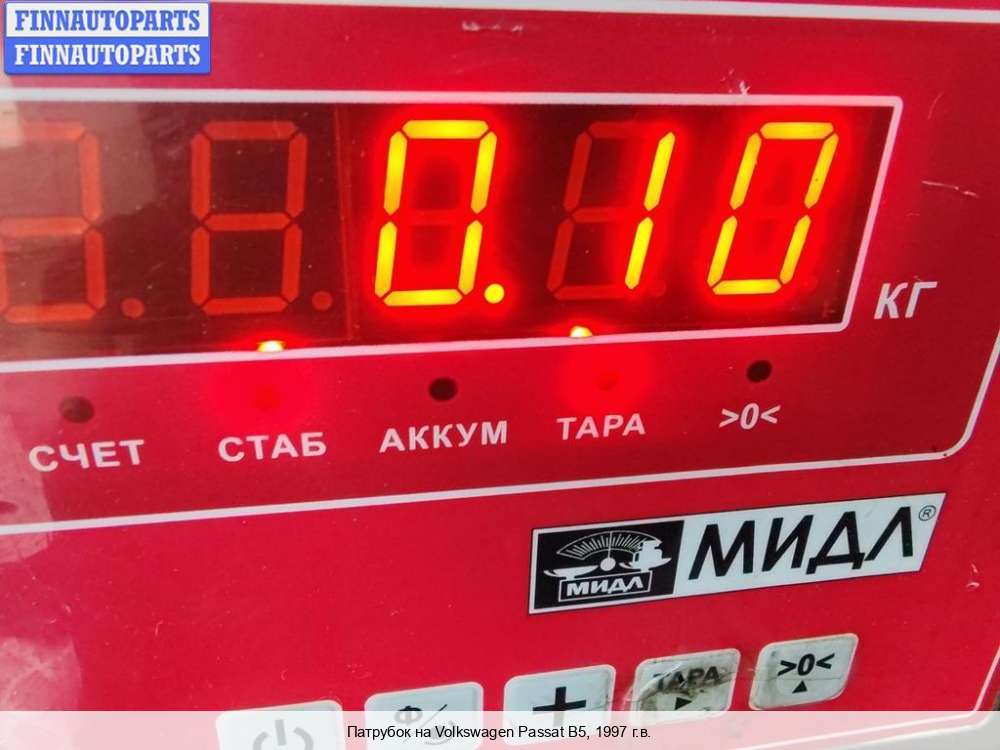 FINNAUTOPARTS
FINNAUTOPARTS
0.10
КГ
СЧЕТ СТАБ АККУМ ТАРА >0<
МИДЛ МИДЛ®
+ ТАРА >0<
Патрубок на Volkswagen Passat B5, 1997 г.в.